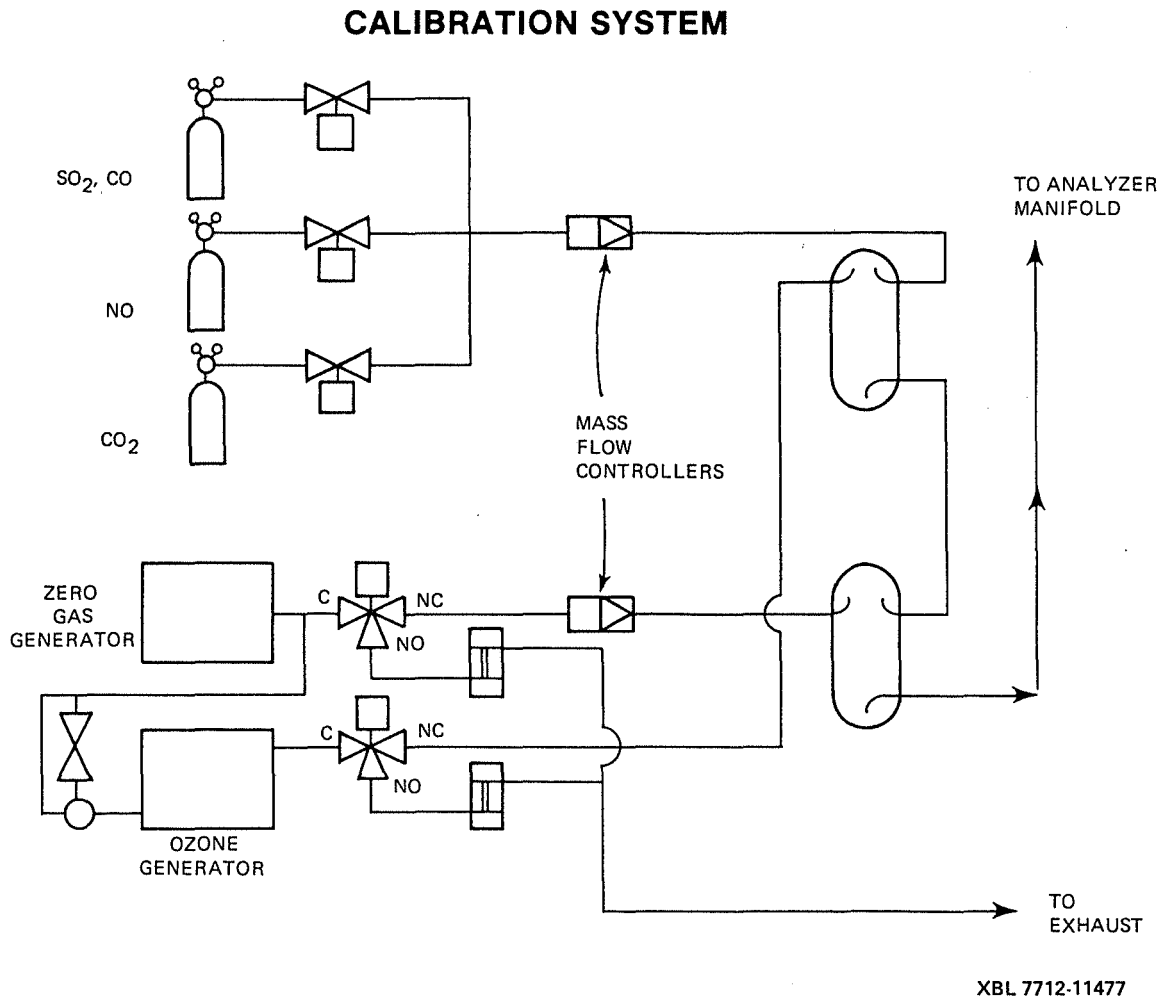 CALIBRATION SYSTEM
SO2, CO
TO ANALYZER
MANIFOLD
NO
CO2
MASS
FLOW
CONTROLLERS
ZERO
GAS
GENERATOR
C
NC
NO
C
NC
NO
OZONE
GENERATOR
TO
EXHAUST
XBL 7712-11477